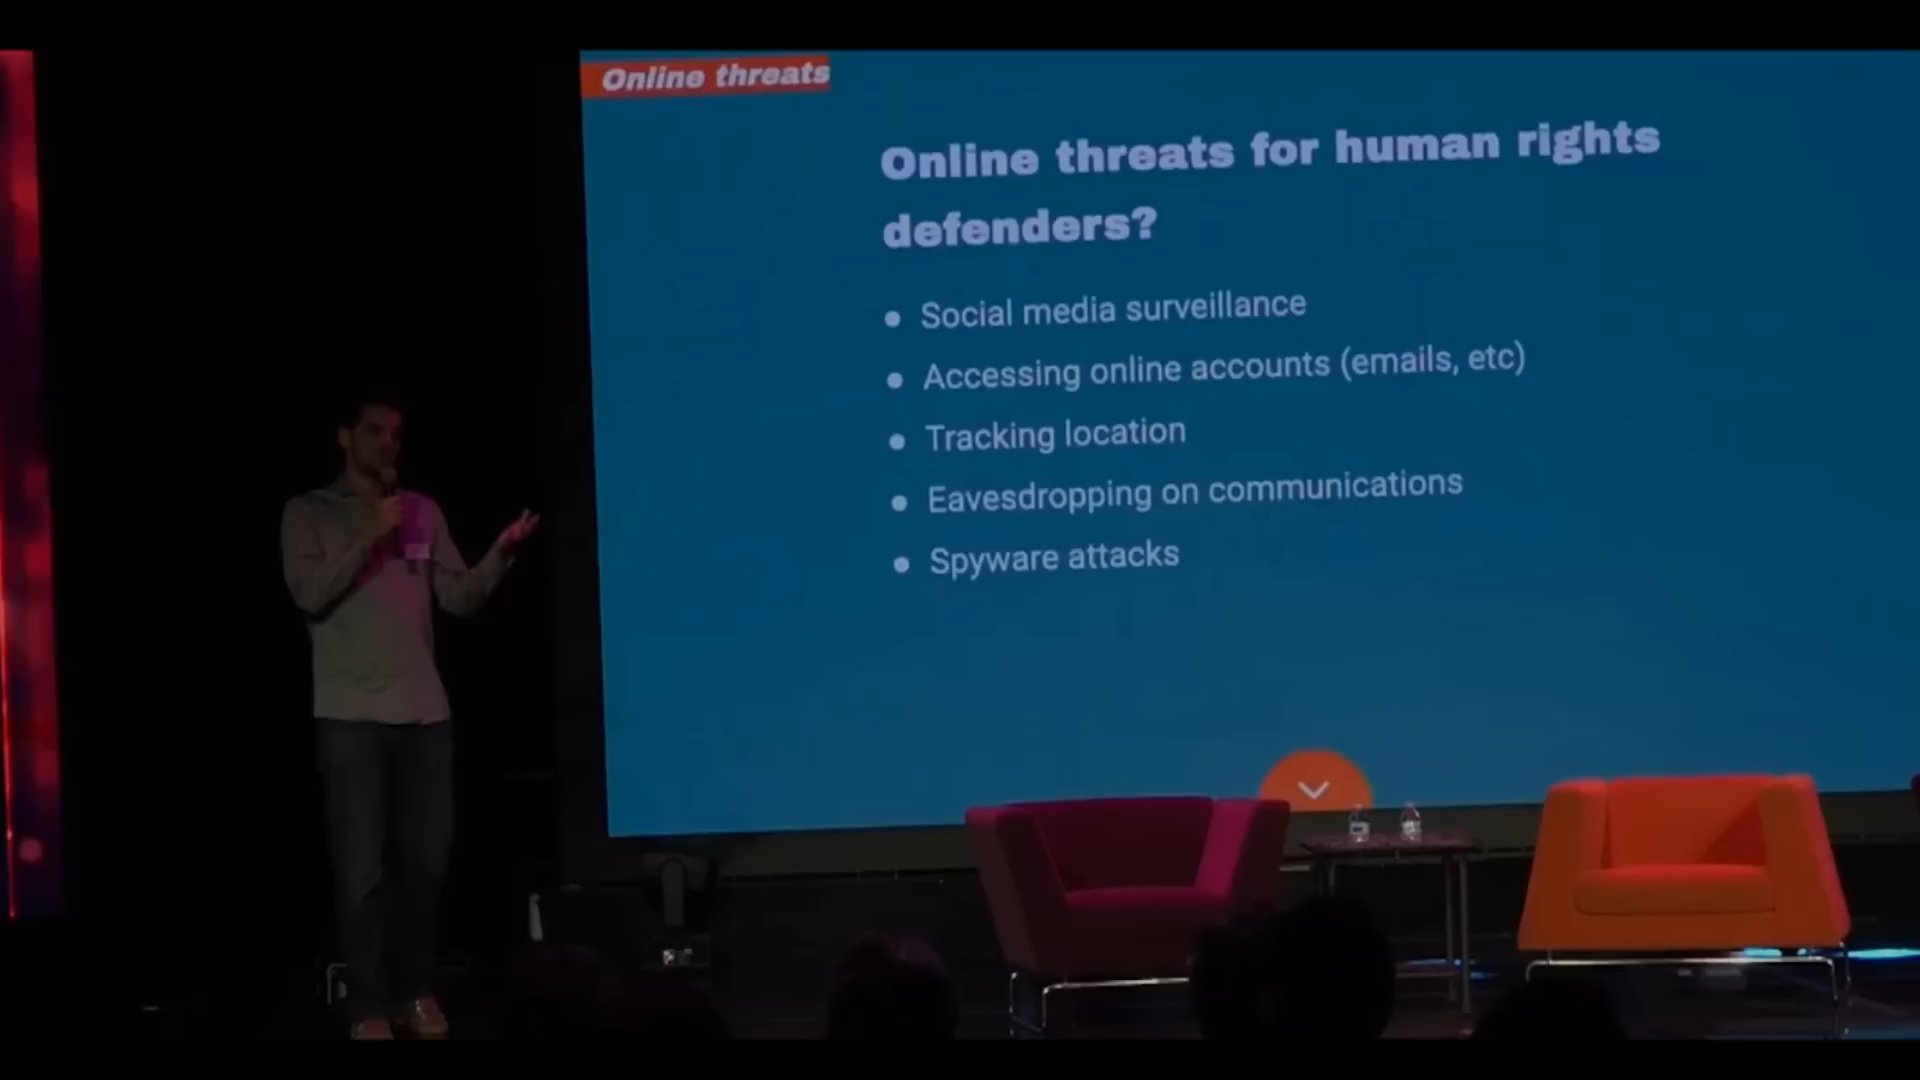 Online threats
Online threats for human rights
defenders?
Social media surveillance
Accessing online accounts (emails, etc)
Tracking location
Eavesdropping on communications
Spyware attacks